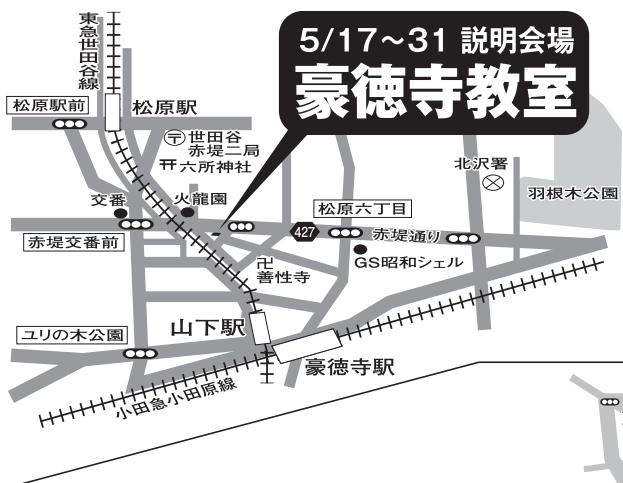 5/17～31 説明会場
豪徳寺教室
東急世田谷線
松原駅前
松原駅
世田谷
赤堤二局
六所神社
北沢署
羽根木公園
交番
火龍園
松原六丁目
427
赤堤通り
赤堤交番前
GS昭和シェル
卍
善性寺
山下駅
ユリの木公園
豪徳寺駅
小田急小田原線